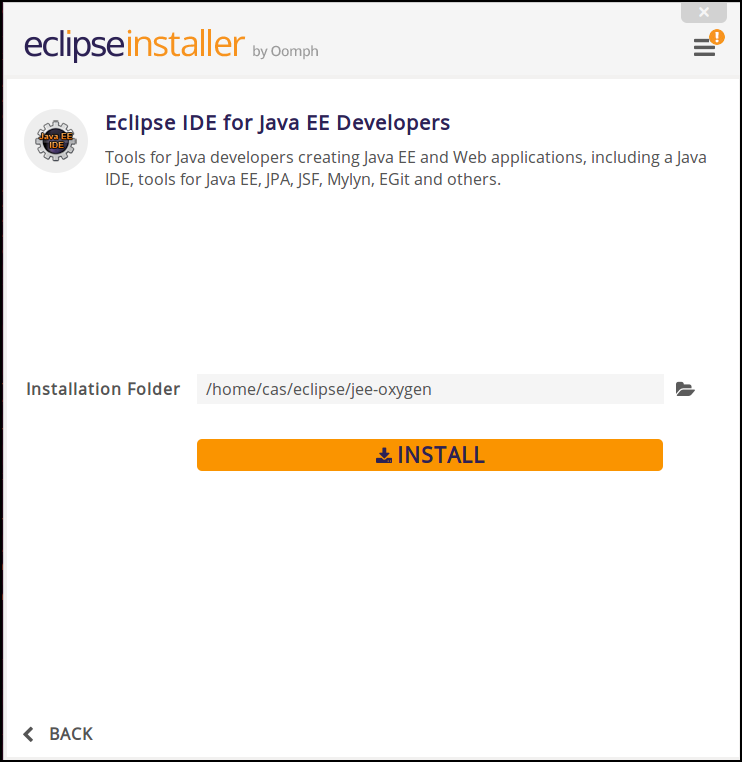 eclipseinstaller by Oomph
Java EE
IDE
Eclipse IDE for Java EE Developers
Tools for Java developers creating Java EE and Web applications, including a Java
IDE, tools for Java EE, JPA, JSF, Mylyn, EGit and others.
Installation Folder /home/cas/eclipse/jee-oxygen
INSTALL
BACK